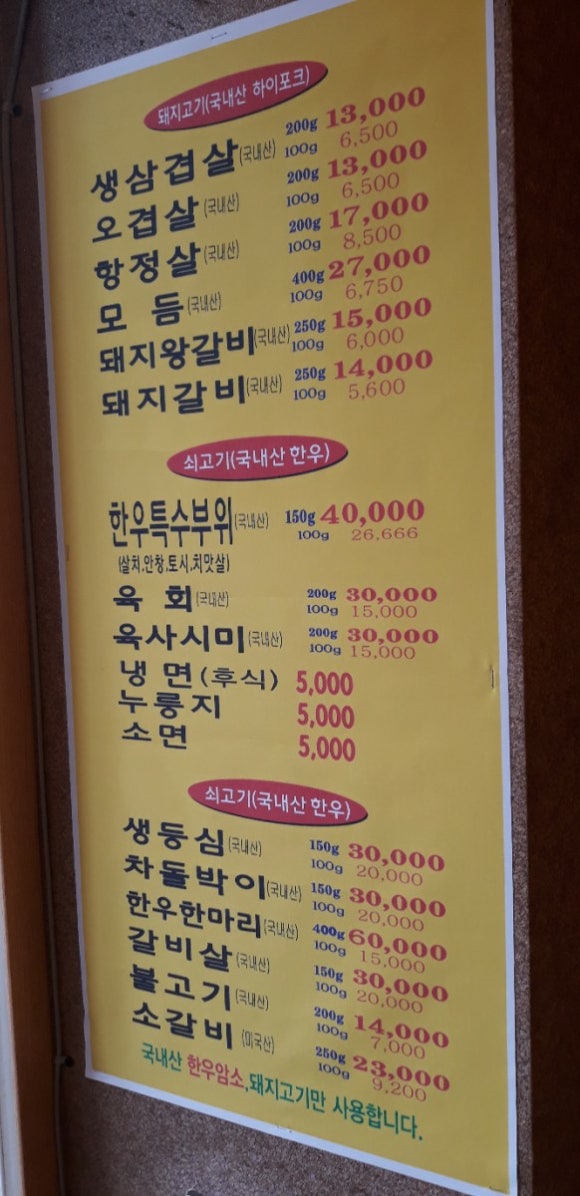 돼지고기(국내산 하이포크)
생삼겹살(국내산) 200g 13,000
100g 6,500
오겹살(국내산) 200g 13,000
100g 6,500
항정살(국내산) 200g 17,000
100g 8,500
모 듬(국내산) 400g 27,000
100g 6,750
돼지왕갈비(국내산) 250g 15,000
100g 6,000
돼지갈비(국내산) 250g 14,000
100g 5,600
쇠고기(국내산 한우)
한우특수부위(국내산) 150g 40,000
100g 26,666
(살치,안창,토시,치맛살)
육 회(국내산) 200g 30,000
100g 15,000
육사시미(국내산) 200g 30,000
100g 15,000
냉 면(후식) 5,000
누룽지 5,000
소면 5,000
쇠고기(국내산 한우)
생등심(국내산) 150g 30,000
100g 20,000
차돌박이(국내산) 150g 30,000
100g 20,000
한우한마리(국내산) 400g 60,000
100g 15,000
갈비살(국내산) 150g 30,000
100g 20,000
불고기(국내산) 200g 14,000
100g 7,000
소갈비(미국산) 250g 23,000
100g 9,200
국내산 한우암소,돼지고기만 사용합니다.